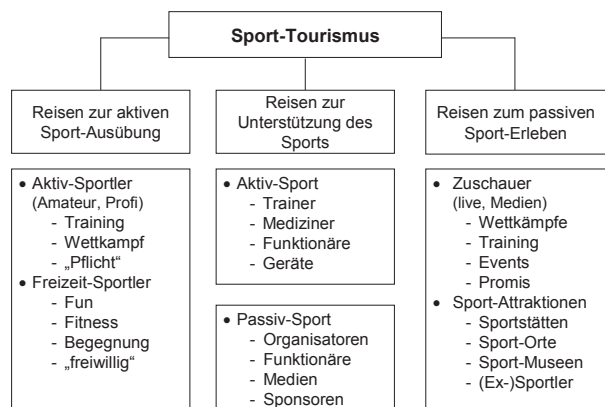 Sport-Tourismus
Reisen zur aktiven
Sport-Ausübung
• Aktiv-Sportler
(Amateur, Profi)
- Training
- Wettkampf
- „Pflicht“
• Freizeit-Sportler
- Fun
- Fitness
- Begegnung
- „freiwillig“
Reisen zur
Unterstützung des
Sports
• Aktiv-Sport
- Trainer
- Mediziner
- Funktionäre
- Geräte
• Passiv-Sport
- Organisatoren
- Funktionäre
- Medien
- Sponsoren
Reisen zum passiven
Sport-Erleben
• Zuschauer
(live, Medien)
- Wettkämpfe
- Training
- Events
- Promis
• Sport-Attraktionen
- Sportstätten
- Sport-Orte
- Sport-Museen
- (Ex-)Sportler